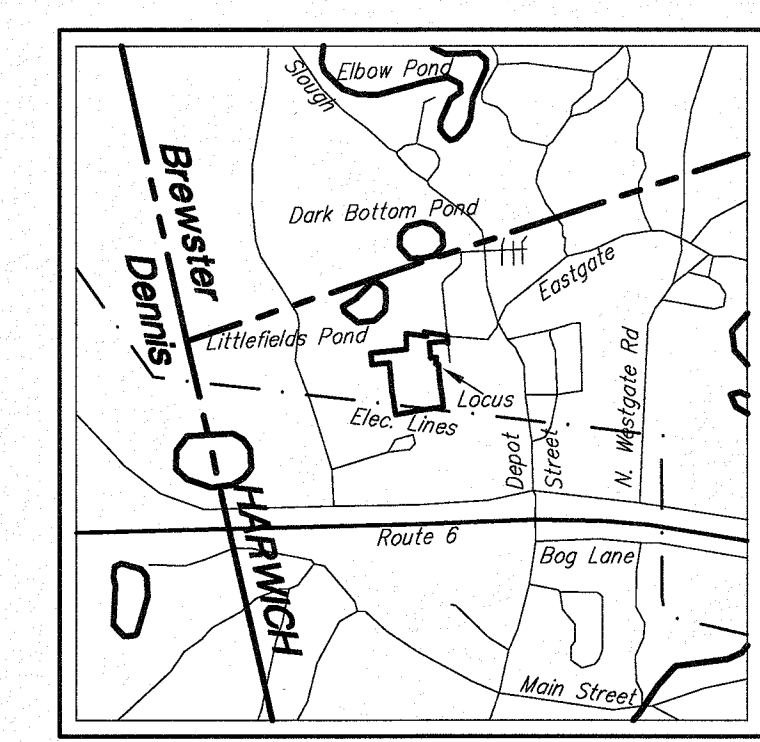 Elbow Pond
Slough
Brewster
Dennis
Dark Bottom Pond
Eastgate
Littlefields Pond
Locus
Elec. Lines
Depot Street
N. Westgate Rd
HARWICH
Route 6
Bog Lane
Main Street